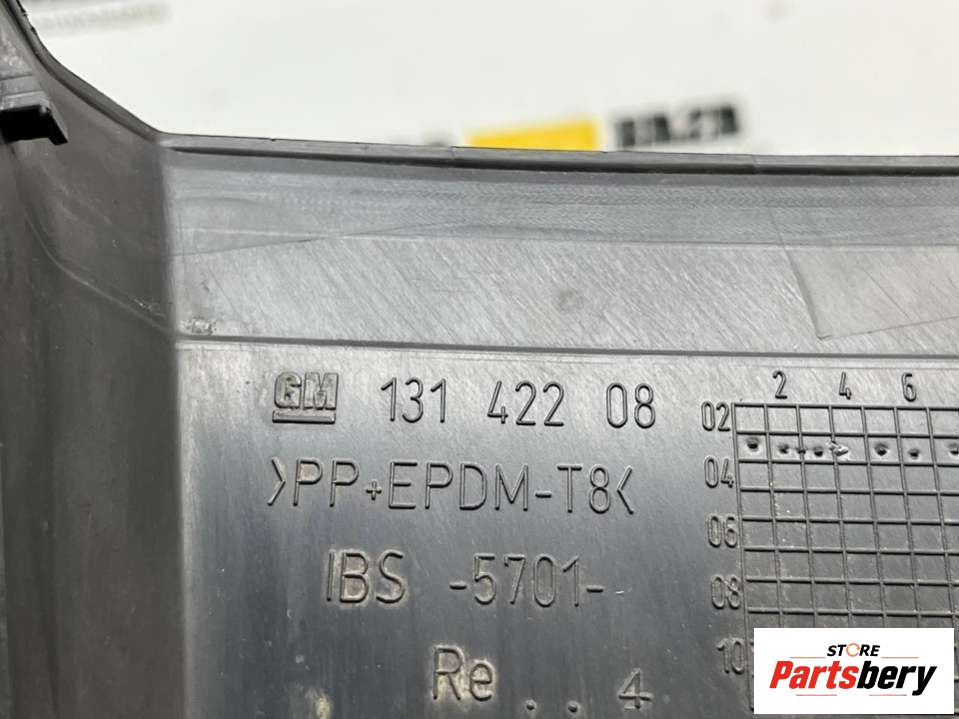 GM 131 422 08
>PP+EPDM-T8<
IBS -5701-
Re . . 4
2 4 6
02
04
06
08
10
STORE
Partsbery